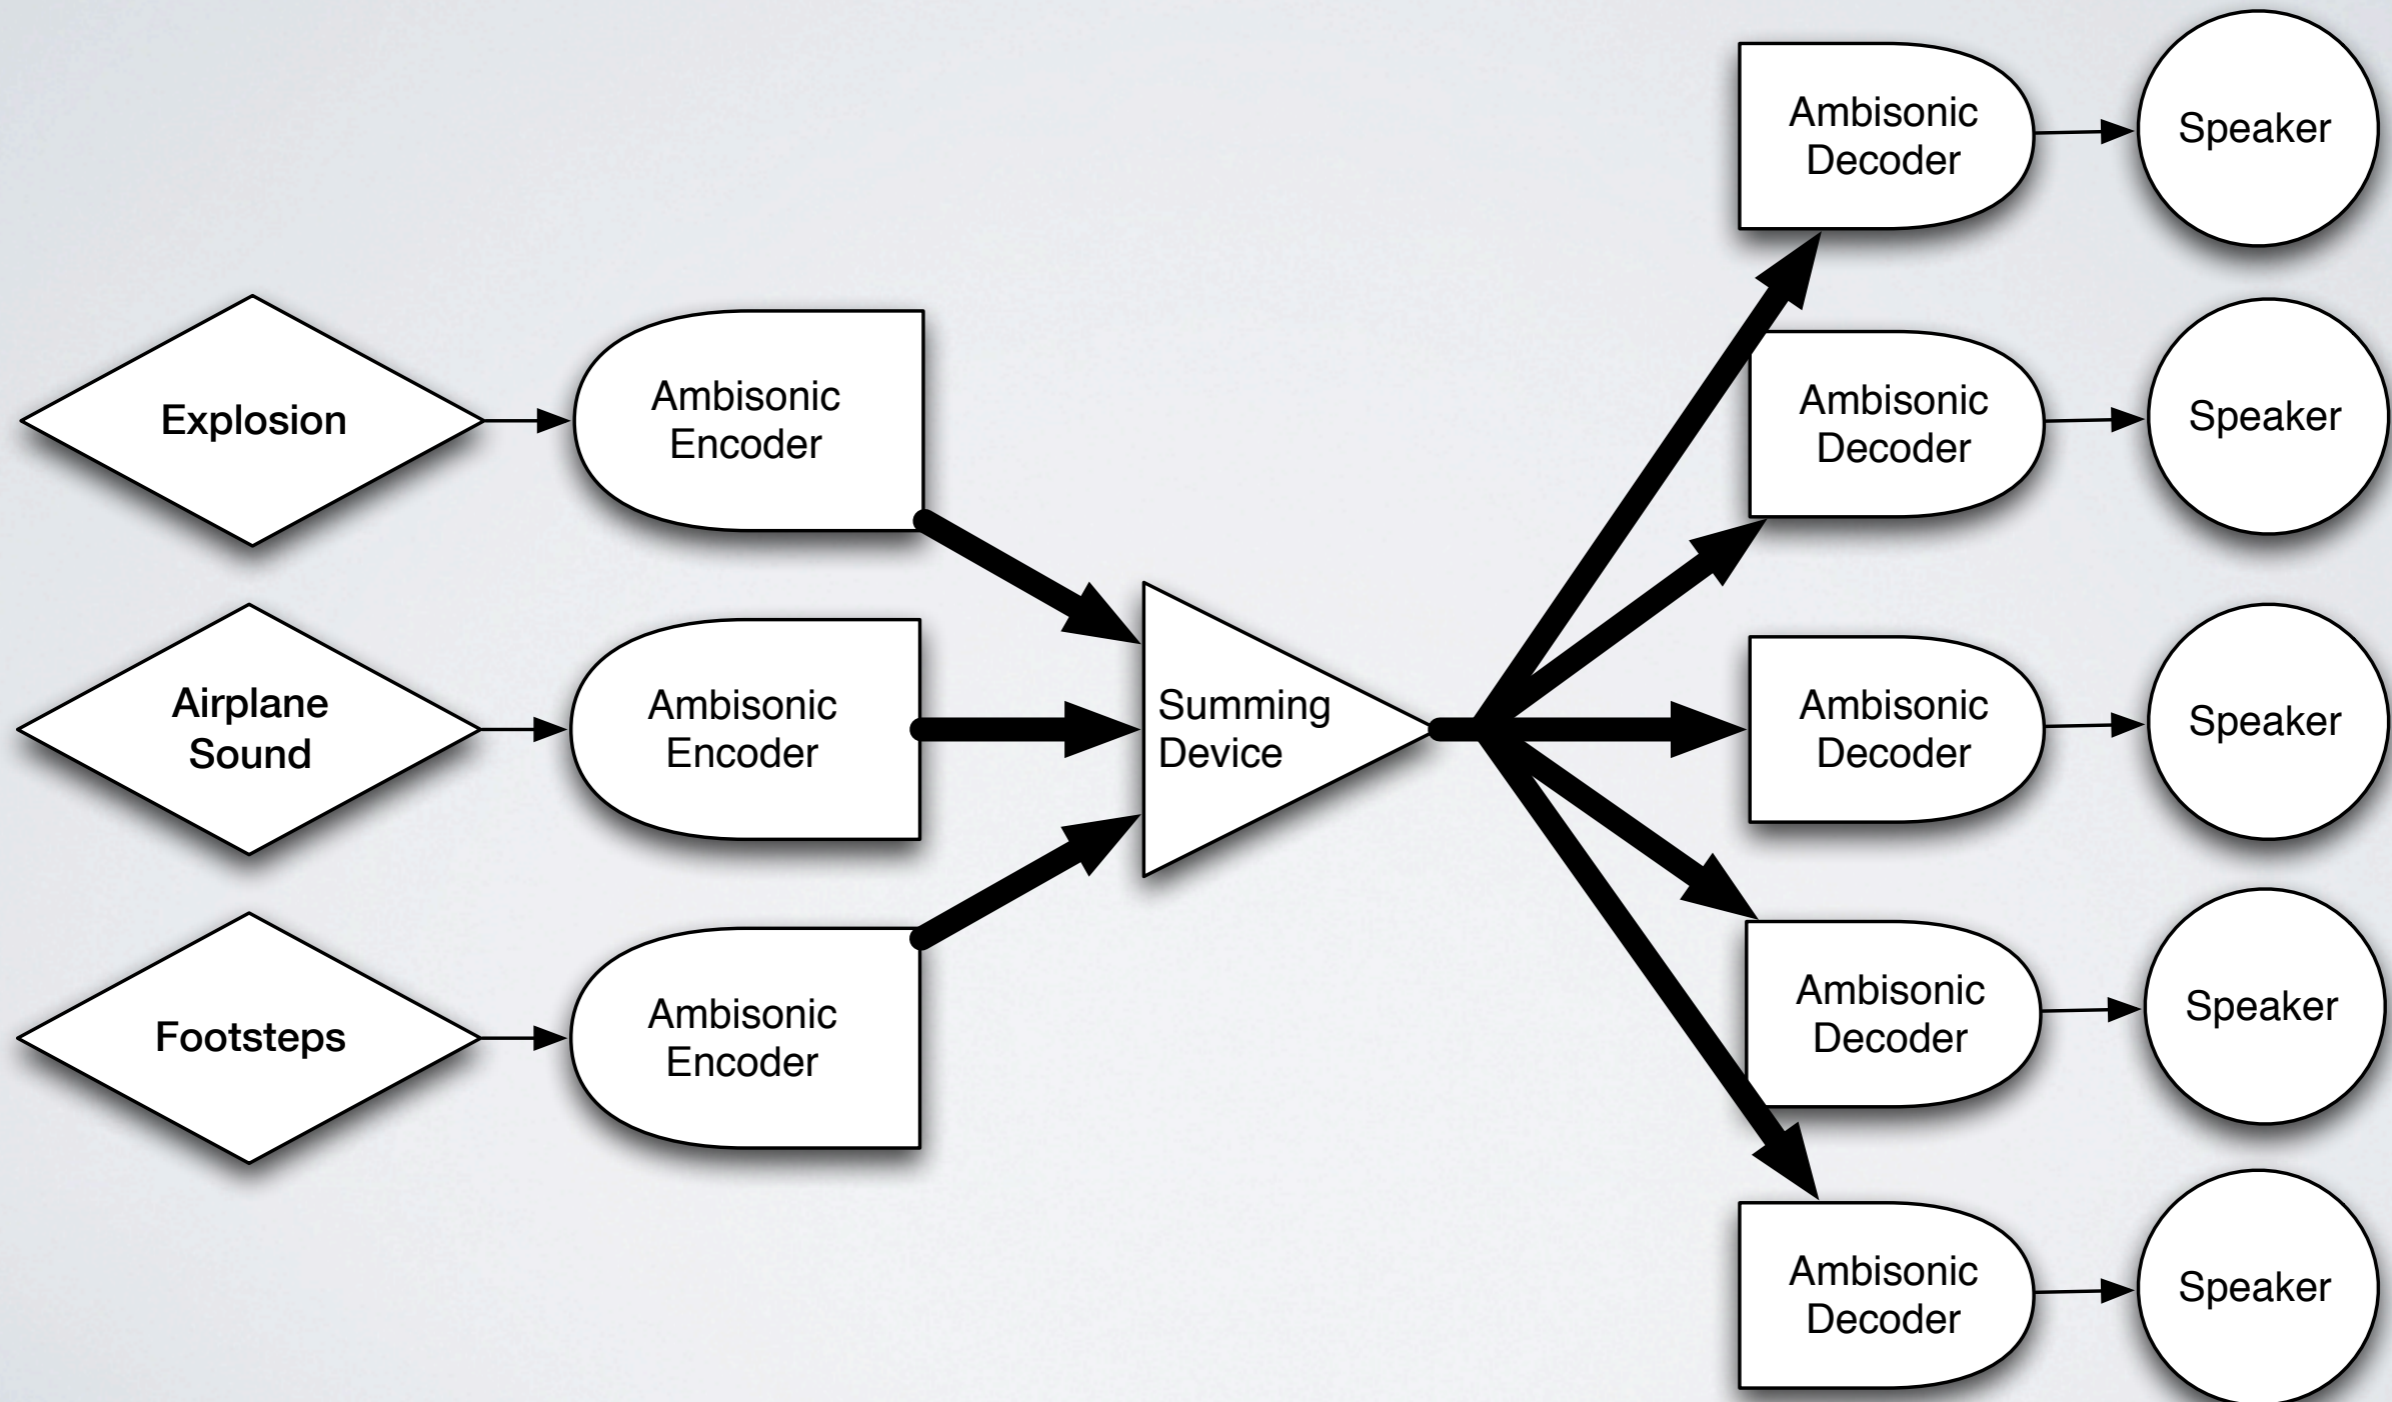 Explosion
Ambisonic
Encoder
Airplane
Sound
Ambisonic
Encoder
Footsteps
Ambisonic
Encoder
Summing
Device
Ambisonic
Decoder
Speaker
Ambisonic
Decoder
Speaker
Ambisonic
Decoder
Speaker
Ambisonic
Decoder
Speaker
Ambisonic
Decoder
Speaker